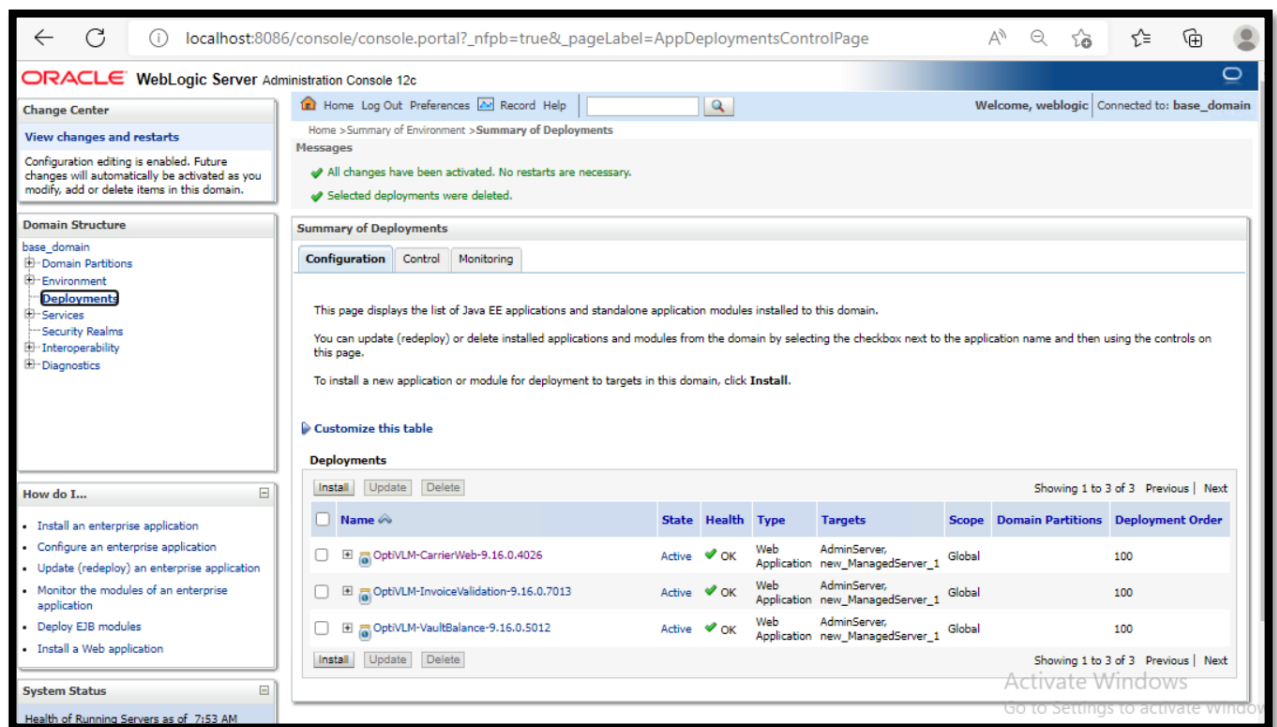 localhost:8086/console/console.portal?_nfpb=true&_pageLabel=AppDeploymentsControlPage
ORACLE WebLogic Server Administration Console 12c
Change Center
View changes and restarts
Configuration editing is enabled. Future
changes will automatically be activated as you
modify, add or delete items in this domain.
Domain Structure
base_domain
Domain Partitions
Environment
Deployments
Services
Security Realms
Interoperability
Diagnostics
How do I...
Install an enterprise application
Configure an enterprise application
Update (redeploy) an enterprise application
Monitor the modules of an enterprise
application
Deploy EJB modules
Install a Web application
System Status
Health of Running Servers as of 7:53 AM
Home Log Out Preferences Record Help
Welcome, weblogic Connected to: base_domain
Home >Summary of Environment >Summary of Deployments
Messages
All changes have been activated. No restarts are necessary.
Selected deployments were deleted.
Summary of Deployments
Configuration Control Monitoring
This page displays the list of Java EE applications and standalone application modules installed to this domain.
You can update (redeploy) or delete installed applications and modules from the domain by selecting the checkbox next to the application name and then using the controls on
this page.
To install a new application or module for deployment to targets in this domain, click Install.
Customize this table
Deployments
Install Update Delete Showing 1 to 3 of 3 Previous | Next
Name State Health Type Targets Scope Domain Partitions Deployment Order
OptiVLM-CarrierWeb-9.16.0.4026 Active OK Web Application AdminServer, new_ManagedServer_1 Global 100
OptiVLM-InvoiceValidation-9.16.0.7013 Active OK Web Application AdminServer, new_ManagedServer_1 Global 100
OptiVLM-VaultBalance-9.16.0.5012 Active OK Web Application AdminServer, new_ManagedServer_1 Global 100
Install Update Delete Showing 1 to 3 of 3 Previous | Next
Activate Windows
Go to Settings to activate Window